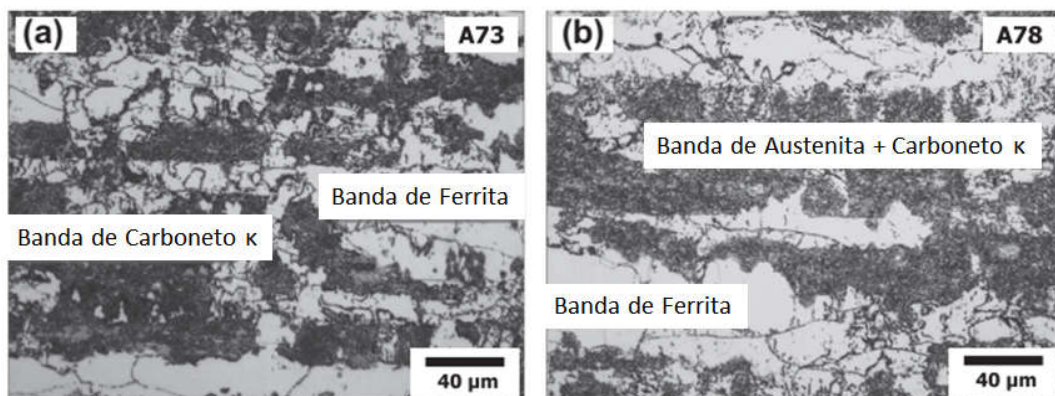 (a)
A73
Banda de Ferrita
Banda de Carboneto κ
40 μm
(b)
A78
Banda de Austenita + Carboneto κ
Banda de Ferrita
40 μm